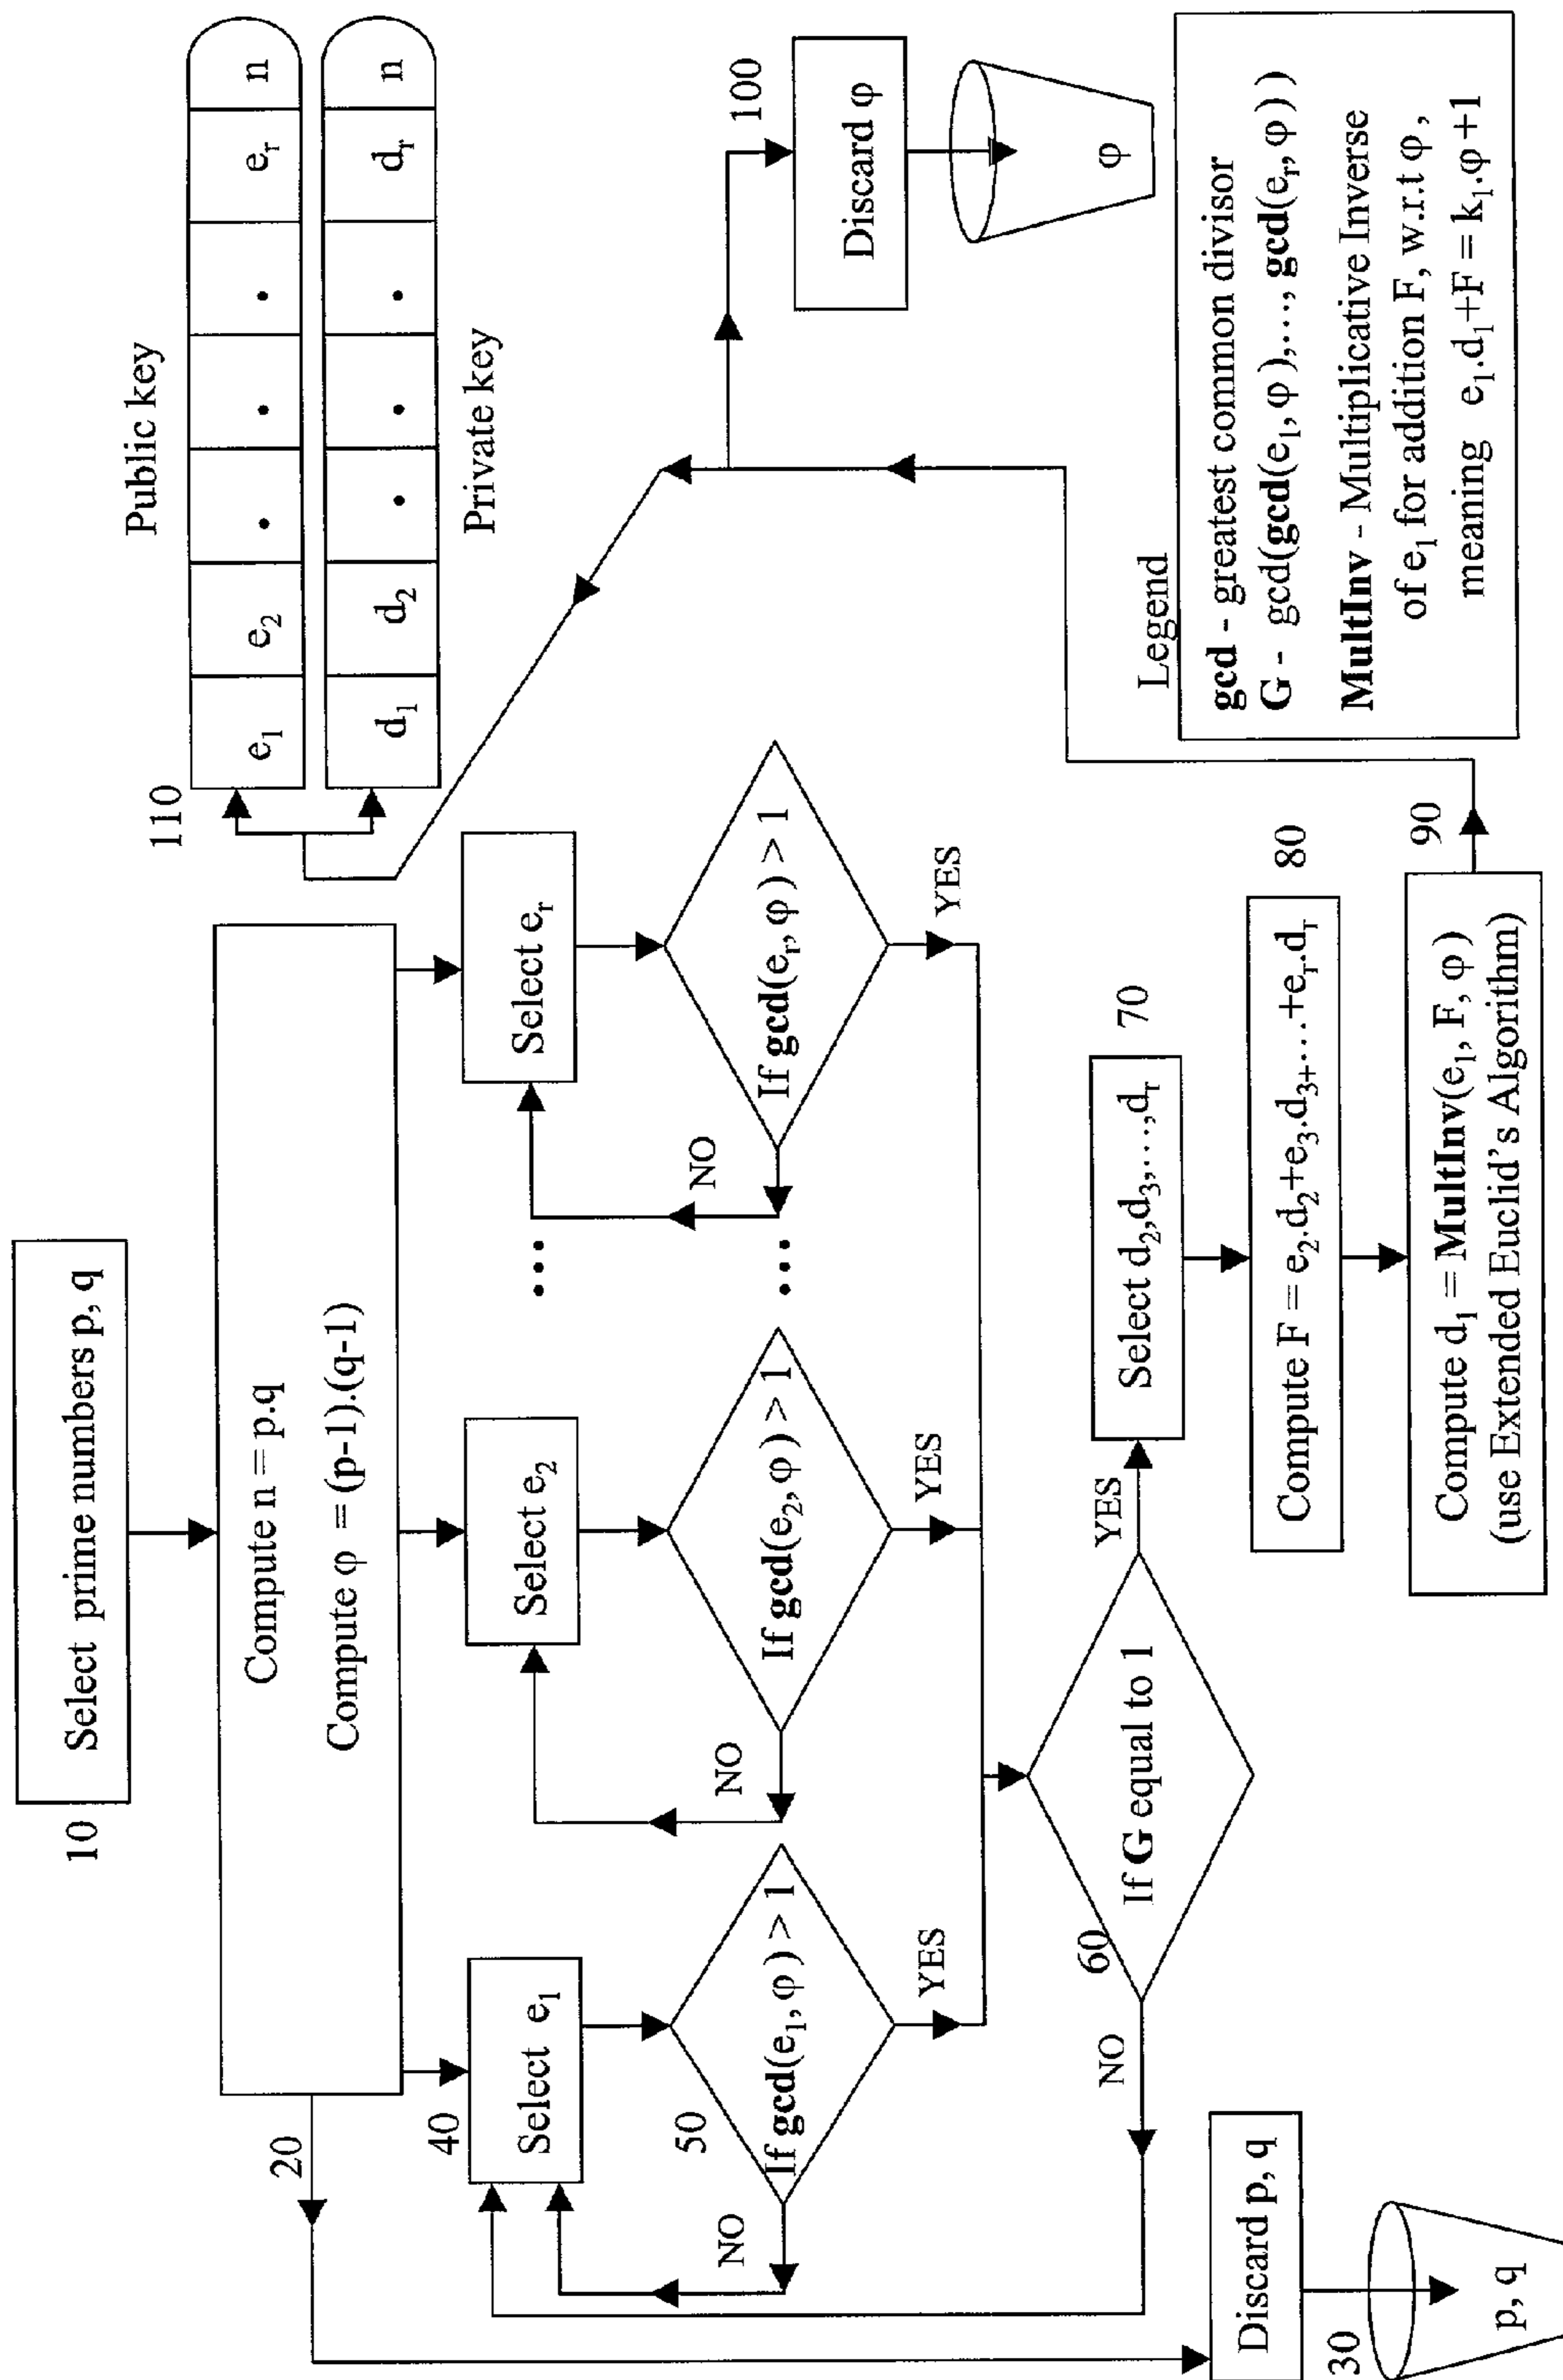 10
Select prime numbers p, q
Compute n = p.q
Compute φ = (p-1).(q-1)
20
40
Select e₁
Select e₂
...
Select eᵣ
50
If gcd(e₁, φ) > 1
If gcd(e₂, φ) > 1
...
If gcd(eᵣ, φ) > 1
NO
NO
NO
YES
YES
YES
60
If G equal to 1
NO
YES
Discard p, q
30
p, q
Select d₂,d₃,...,dᵣ
70
Compute F = e₂.d₂+e₃.d₃₊...+eᵣ.dᵣ
80
Compute d₁ = MultInv(e₁, F, φ)
(use Extended Euclid's Algorithm)
90
110
Public key
e₁ e₂ . . . eᵣ n
d₁ d₂ . . . dᵣ n
Private key
100
Discard φ
φ
Legend
gcd - greatest common divisor
G - gcd(gcd(e₁, φ),..., gcd(eᵣ, φ))
MultInv - Multiplicative Inverse
of e₁ for addition F, w.r.t φ,
meaning e₁.d₁+F = k₁.φ +1